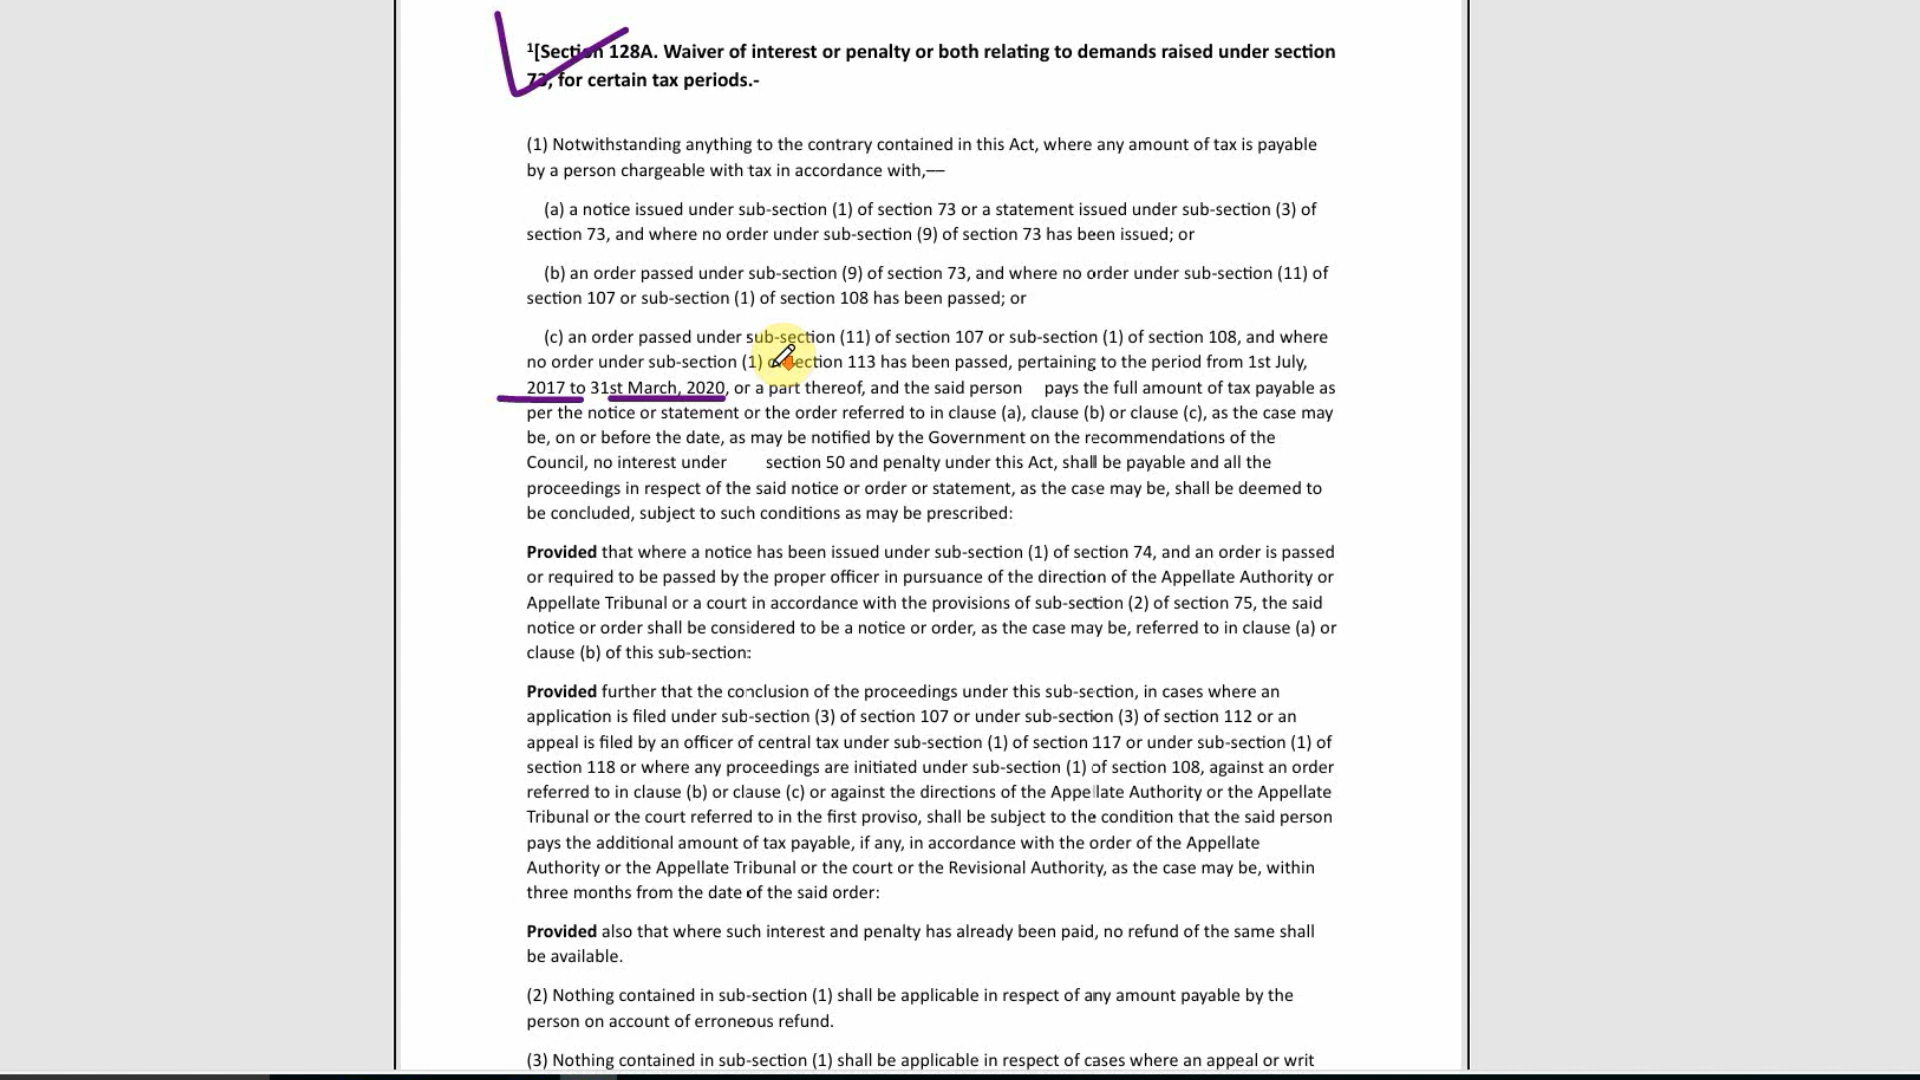 ¹[Section 128A. Waiver of interest or penalty or both relating to demands raised under section
73, for certain tax periods.-
(1) Notwithstanding anything to the contrary contained in this Act, where any amount of tax is payable
by a person chargeable with tax in accordance with,––
(a) a notice issued under sub-section (1) of section 73 or a statement issued under sub-section (3) of
section 73, and where no order under sub-section (9) of section 73 has been issued; or
(b) an order passed under sub-section (9) of section 73, and where no order under sub-section (11) of
section 107 or sub-section (1) of section 108 has been passed; or
(c) an order passed under sub-section (11) of section 107 or sub-section (1) of section 108, and where
no order under sub-section (1) of section 113 has been passed, pertaining to the period from 1st July,
2017 to 31st March, 2020, or a part thereof, and the said person pays the full amount of tax payable as
per the notice or statement or the order referred to in clause (a), clause (b) or clause (c), as the case may
be, on or before the date, as may be notified by the Government on the recommendations of the
Council, no interest under section 50 and penalty under this Act, shall be payable and all the
proceedings in respect of the said notice or order or statement, as the case may be, shall be deemed to
be concluded, subject to such conditions as may be prescribed:
Provided that where a notice has been issued under sub-section (1) of section 74, and an order is passed
or required to be passed by the proper officer in pursuance of the direction of the Appellate Authority or
Appellate Tribunal or a court in accordance with the provisions of sub-section (2) of section 75, the said
notice or order shall be considered to be a notice or order, as the case may be, referred to in clause (a) or
clause (b) of this sub-section:
Provided further that the conclusion of the proceedings under this sub-section, in cases where an
application is filed under sub-section (3) of section 107 or under sub-section (3) of section 112 or an
appeal is filed by an officer of central tax under sub-section (1) of section 117 or under sub-section (1) of
section 118 or where any proceedings are initiated under sub-section (1) of section 108, against an order
referred to in clause (b) or clause (c) or against the directions of the Appellate Authority or the Appellate
Tribunal or the court referred to in the first proviso, shall be subject to the condition that the said person
pays the additional amount of tax payable, if any, in accordance with the order of the Appellate
Authority or the Appellate Tribunal or the court or the Revisional Authority, as the case may be, within
three months from the date of the said order:
Provided also that where such interest and penalty has already been paid, no refund of the same shall
be available.
(2) Nothing contained in sub-section (1) shall be applicable in respect of any amount payable by the
person on account of erroneous refund.
(3) Nothing contained in sub-section (1) shall be applicable in respect of cases where an appeal or writ